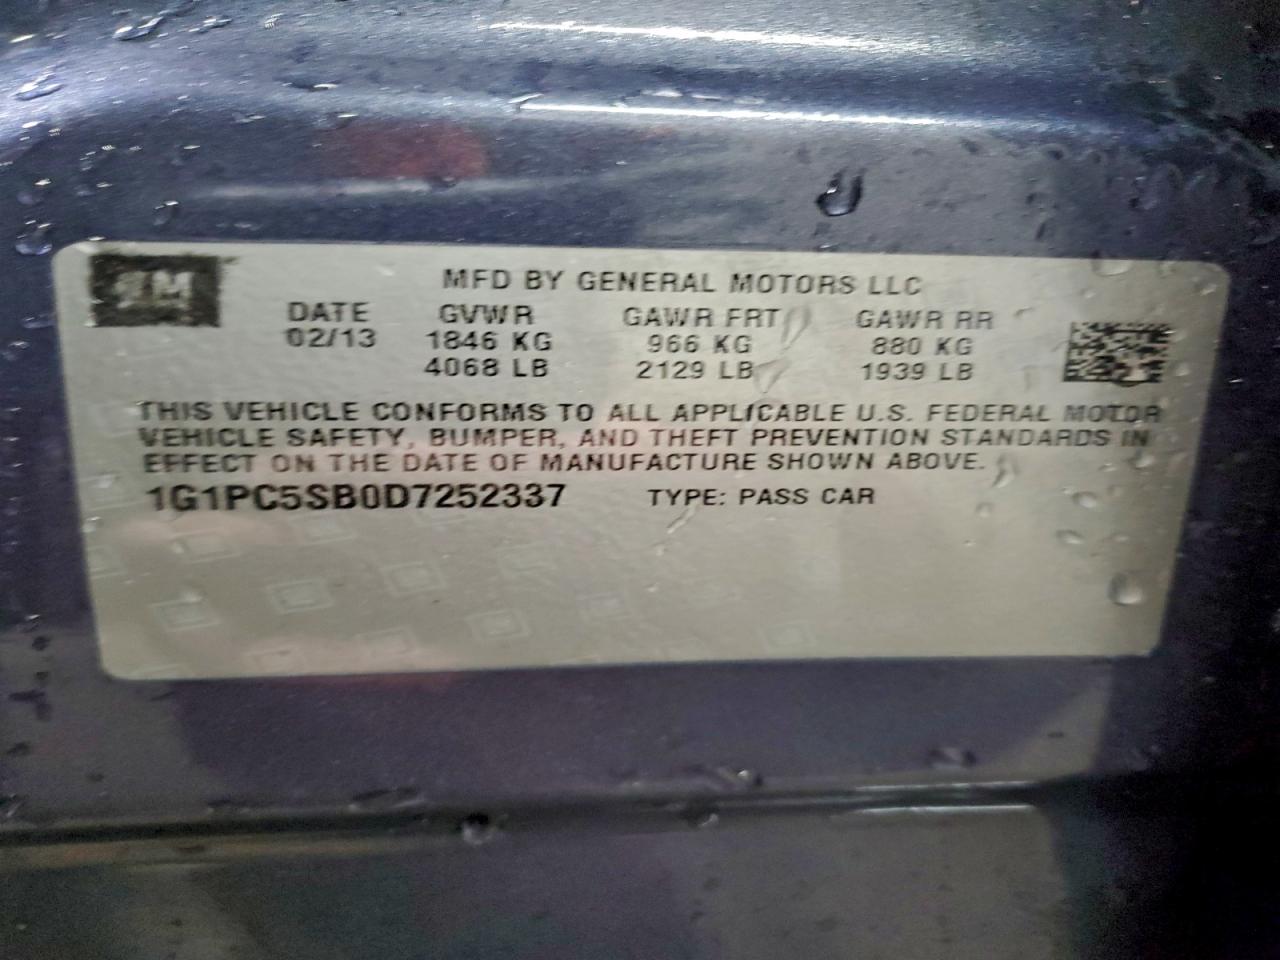 GM
MFD BY GENERAL MOTORS LLC
DATE GVWR GAWR FRT GAWR RR
02/13 1846 KG 966 KG 880 KG
4068 LB 2129 LB 1939 LB
THIS VEHICLE CONFORMS TO ALL APPLICABLE U.S. FEDERAL MOTOR
VEHICLE SAFETY, BUMPER, AND THEFT PREVENTION STANDARDS IN
EFFECT ON THE DATE OF MANUFACTURE SHOWN ABOVE.
1G1PC5SB0D7252337 TYPE: PASS CAR